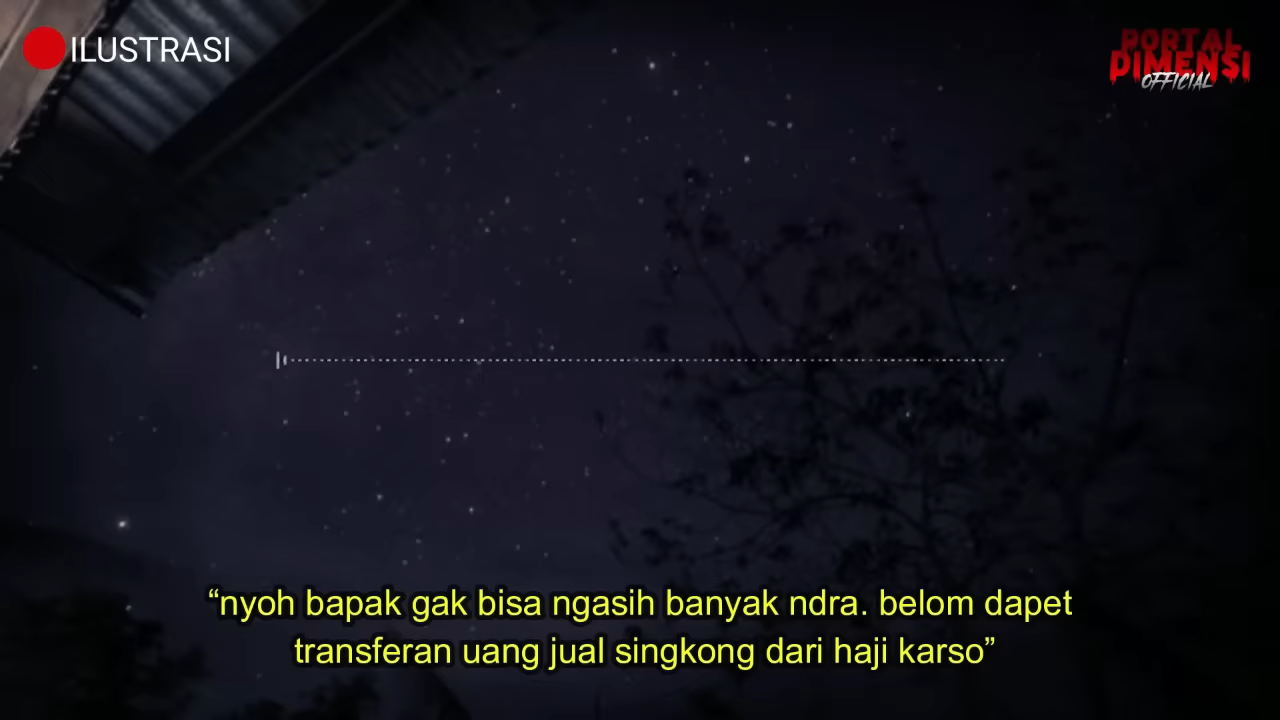 ILUSTRASI
PORTAL
DIMENSI
OFFICIAL
“nyoh bapak gak bisa ngasih banyak ndra. belom dapet
transferan uang jual singkong dari haji karso”